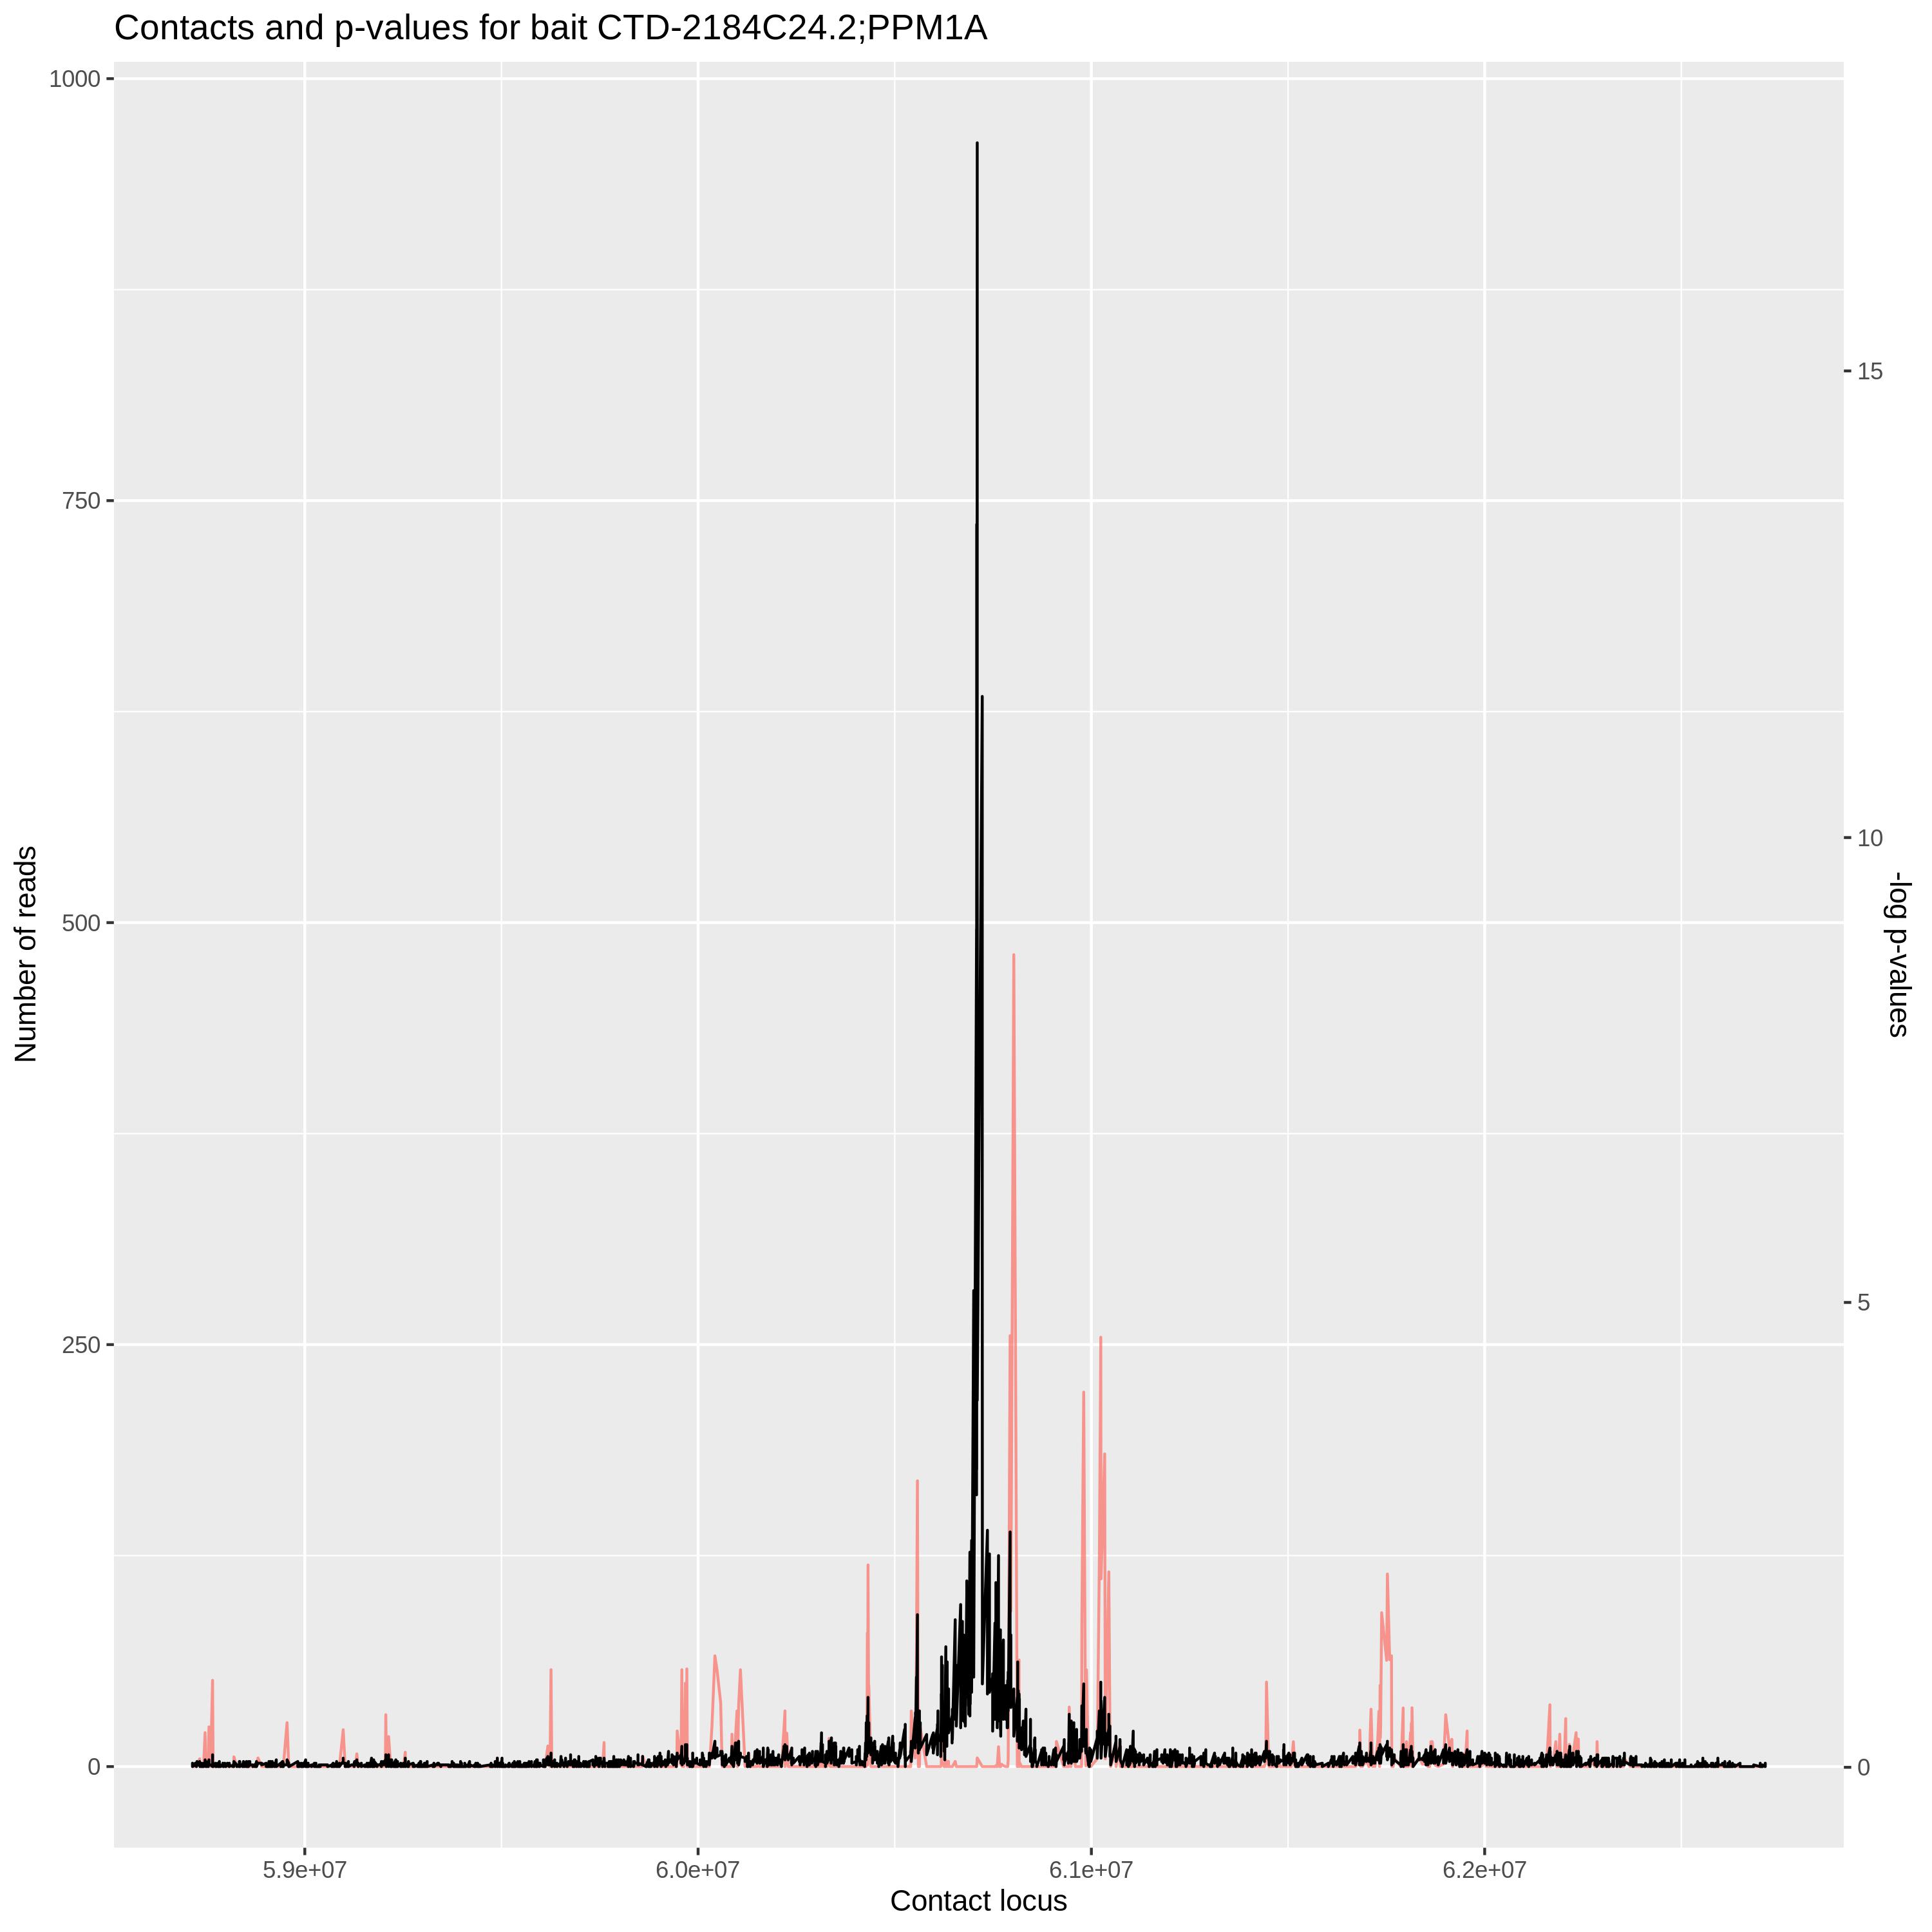 Contacts and p-values for bait CTD-2184C24.2;PPM1A
1000
750
500
250
0
Number of reads
15
10
5
0
-log p-values
5.9e+07 6.0e+07 6.1e+07 6.2e+07
Contact locus